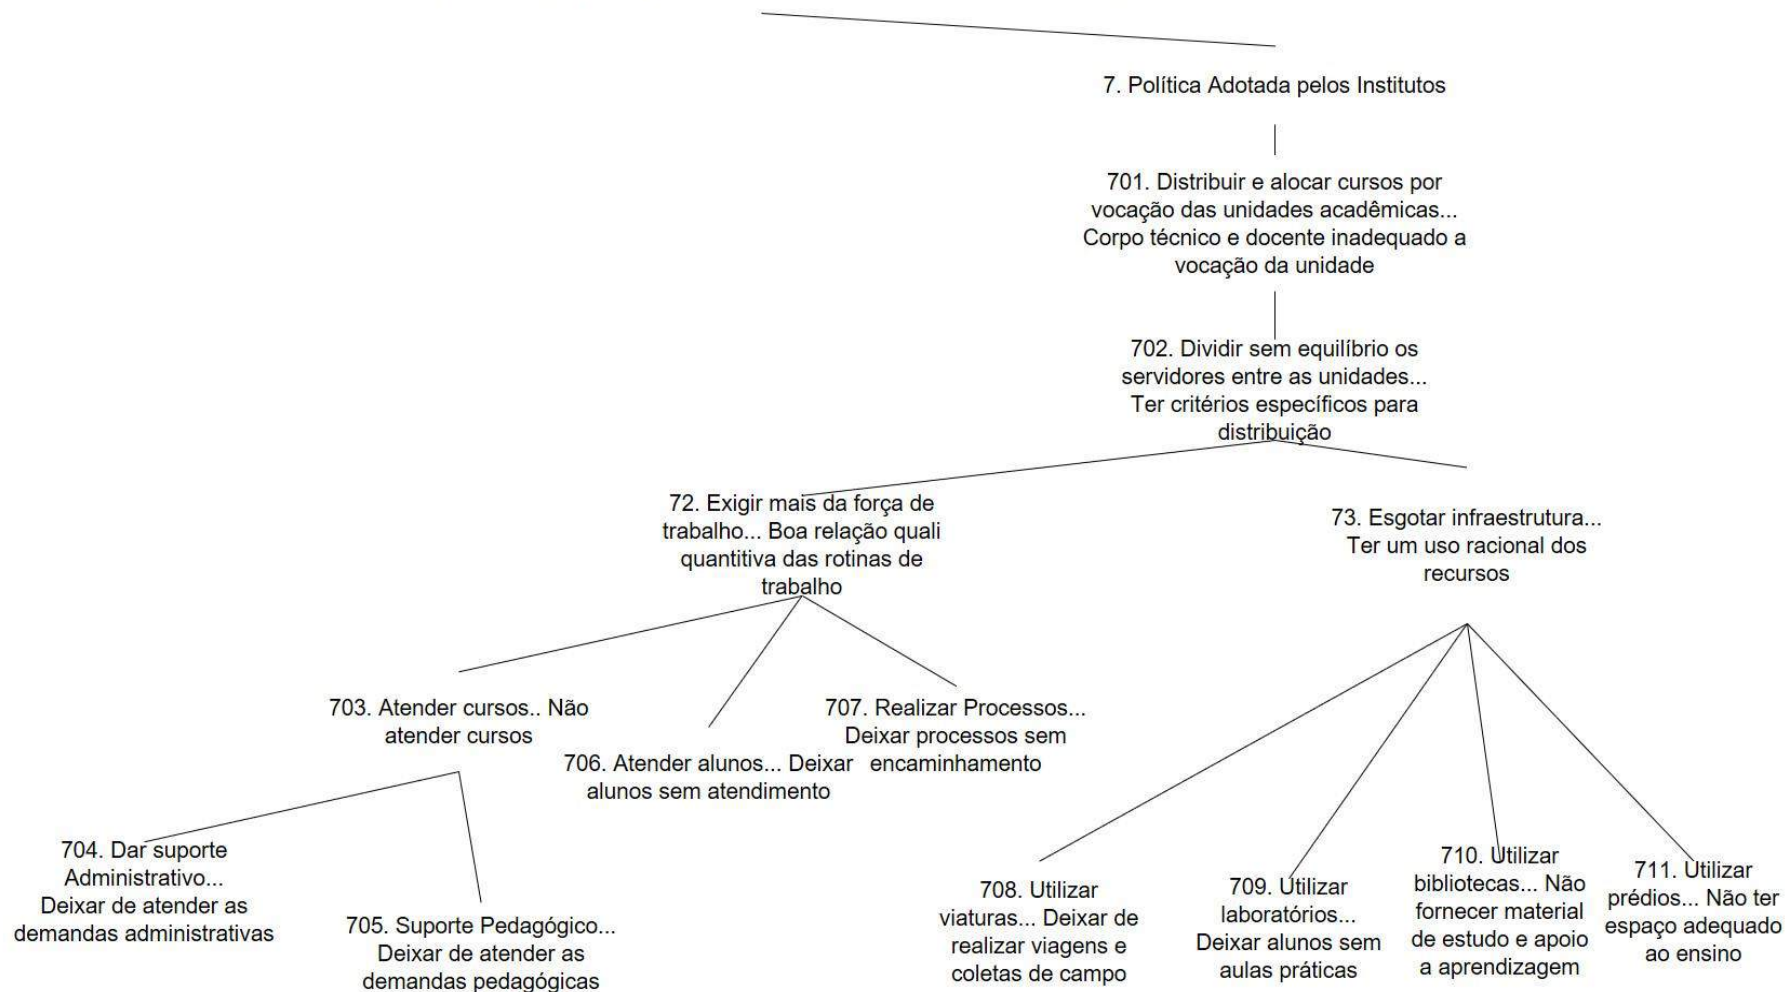 7. Política Adotada pelos Institutos
701. Distribuir e alocar cursos por
vocação das unidades acadêmicas...
Corpo técnico e docente inadequado a
vocação da unidade
702. Dividir sem equilíbrio os
servidores entre as unidades...
Ter critérios específicos para
distribuição
72. Exigir mais da força de
trabalho... Boa relação quali
quantitiva das rotinas de
trabalho
73. Esgotar infraestrutura...
Ter um uso racional dos
recursos
703. Atender cursos.. Não
atender cursos
706. Atender alunos... Deixar
alunos sem atendimento
707. Realizar Processos...
Deixar processos sem
encaminhamento
704. Dar suporte
Administrativo...
Deixar de atender as
demandas administrativas
705. Suporte Pedagógico...
Deixar de atender as
demandas pedagógicas
708. Utilizar
viaturas... Deixar de
realizar viagens e
coletas de campo
709. Utilizar
laboratórios...
Deixar alunos sem
aulas práticas
710. Utilizar
bibliotecas... Não
fornecer material
de estudo e apoio
a aprendizagem
711. Utilizar
prédios... Não ter
espaço adequado
ao ensino